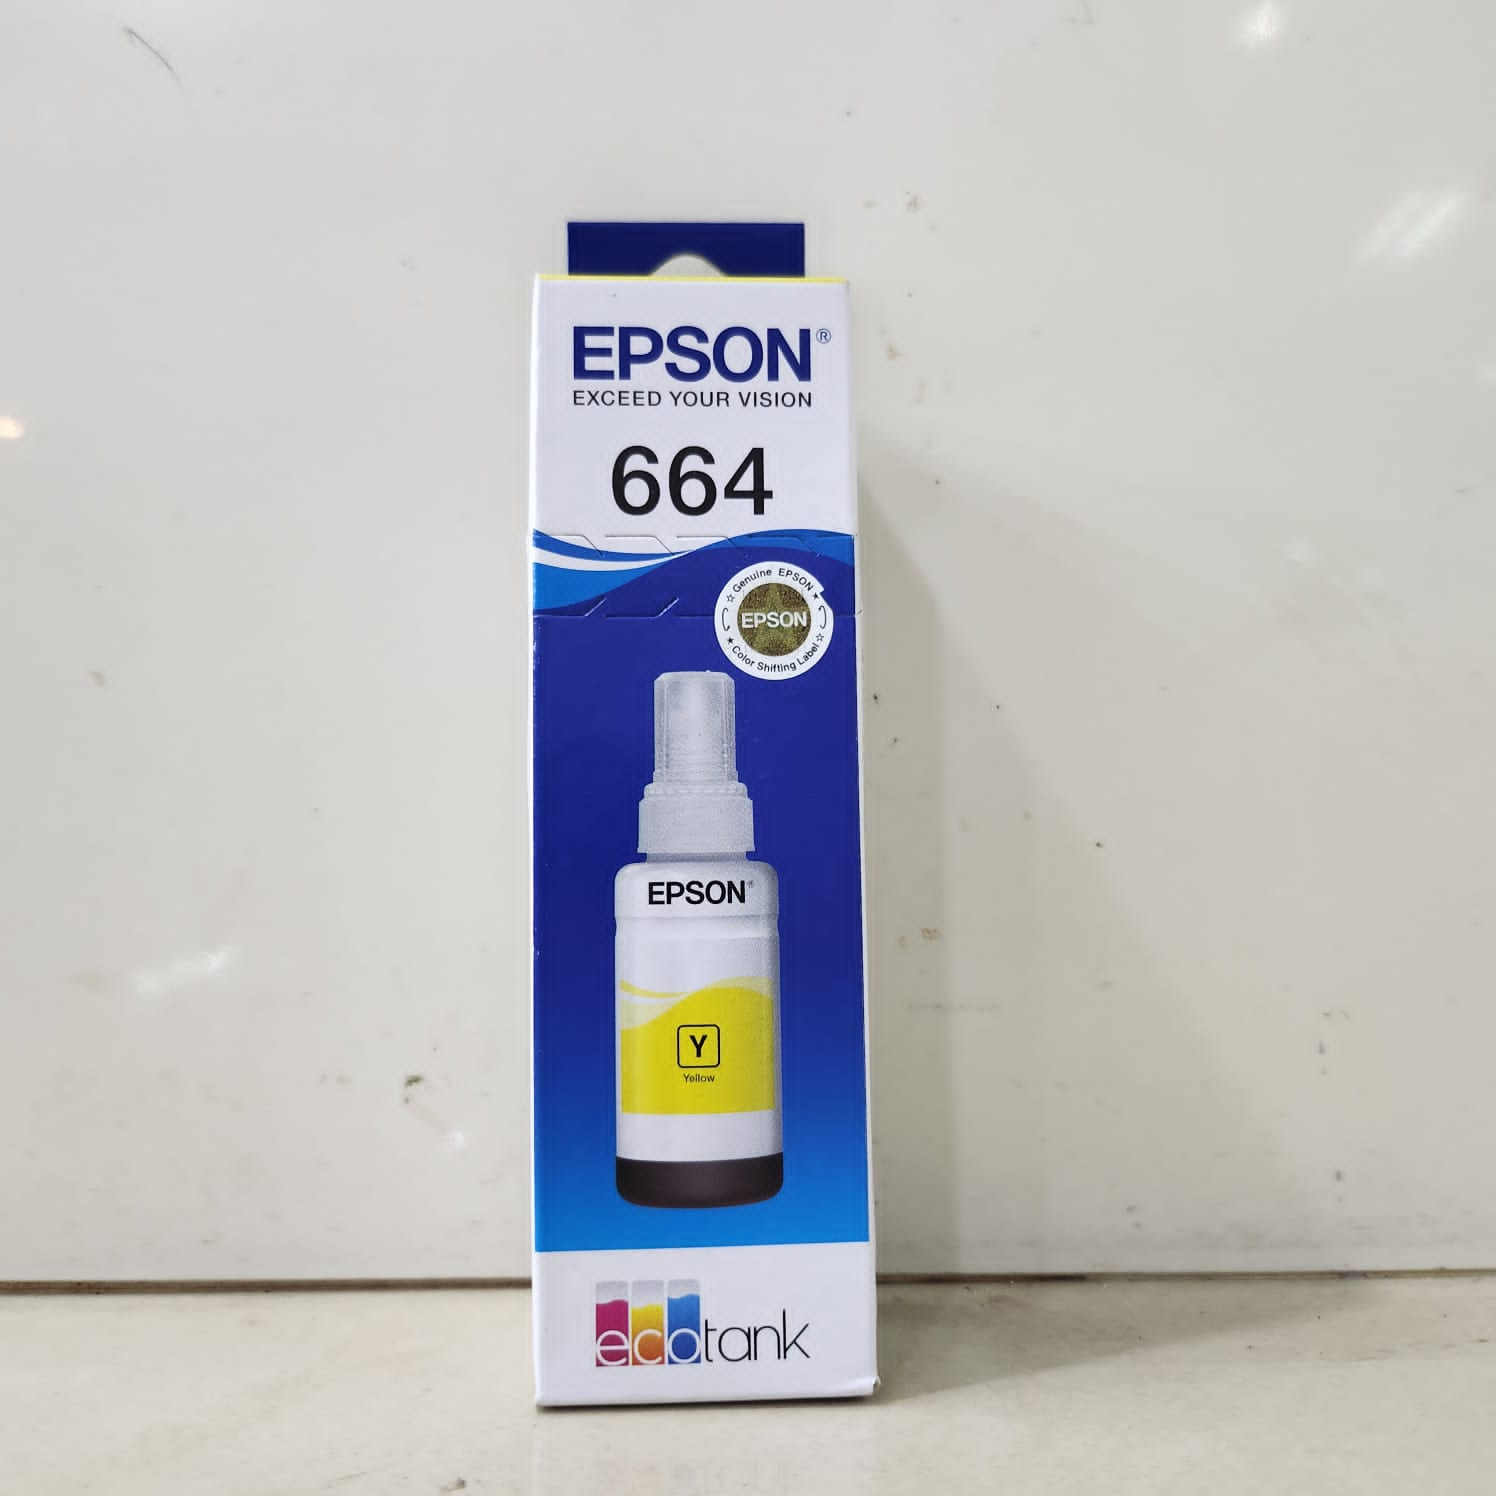 EPSON®
EXCEED YOUR VISION
664
☆ Genuine EPSON ★
EPSON
★ Color Shifting Label ☆
EPSON®
Y
Yellow
ecotank